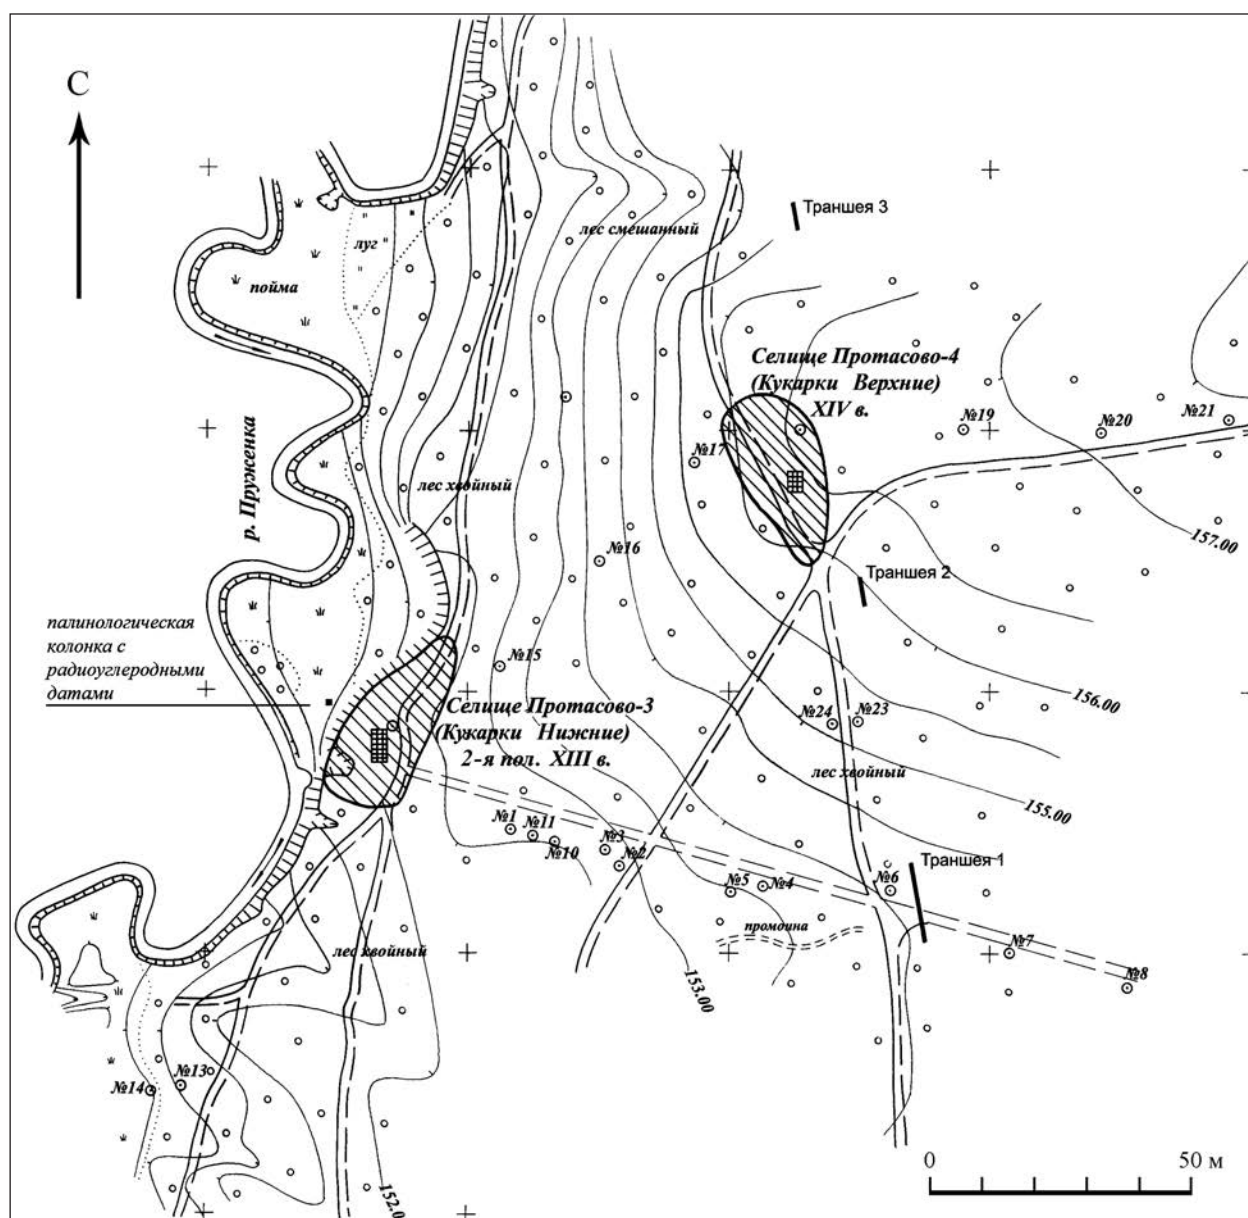 С
Траншея 3
луг
лес смешанный
пойма
Селище Протасово-4
(Кукарки Верхние)
XIV в.
№19
№20
№21
№17
р. Пруженка
лес хвойный
157.00
№16
Траншея 2
палинологическая
колонка с
радиоуглеродными
датами
№15
156.00
Селище Протасово-3
(Кукарки Нижние)
2-я пол. XIII в.
№24
№23
лес хвойный
155.00
№1
№11
№10
№3
№2
Траншея 1
№5
№4
№6
промоина
лес хвойный
№7
№8
153.00
№14
№13
152.0
0
50 м